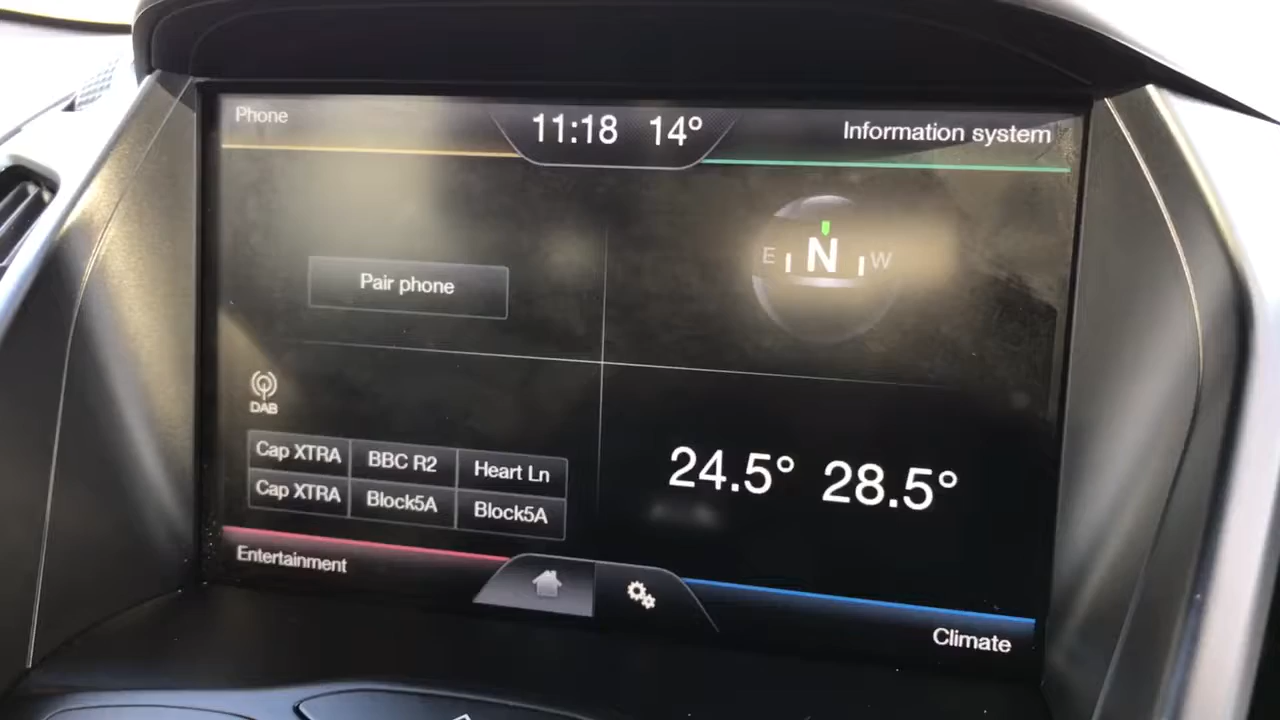 Phone
11:18 14°
Information system
E N W
Pair phone
DAB
Cap XTRA BBC R2 Heart Ln
Cap XTRA Block5A Block5A
24.5° 28.5°
Entertainment
Climate